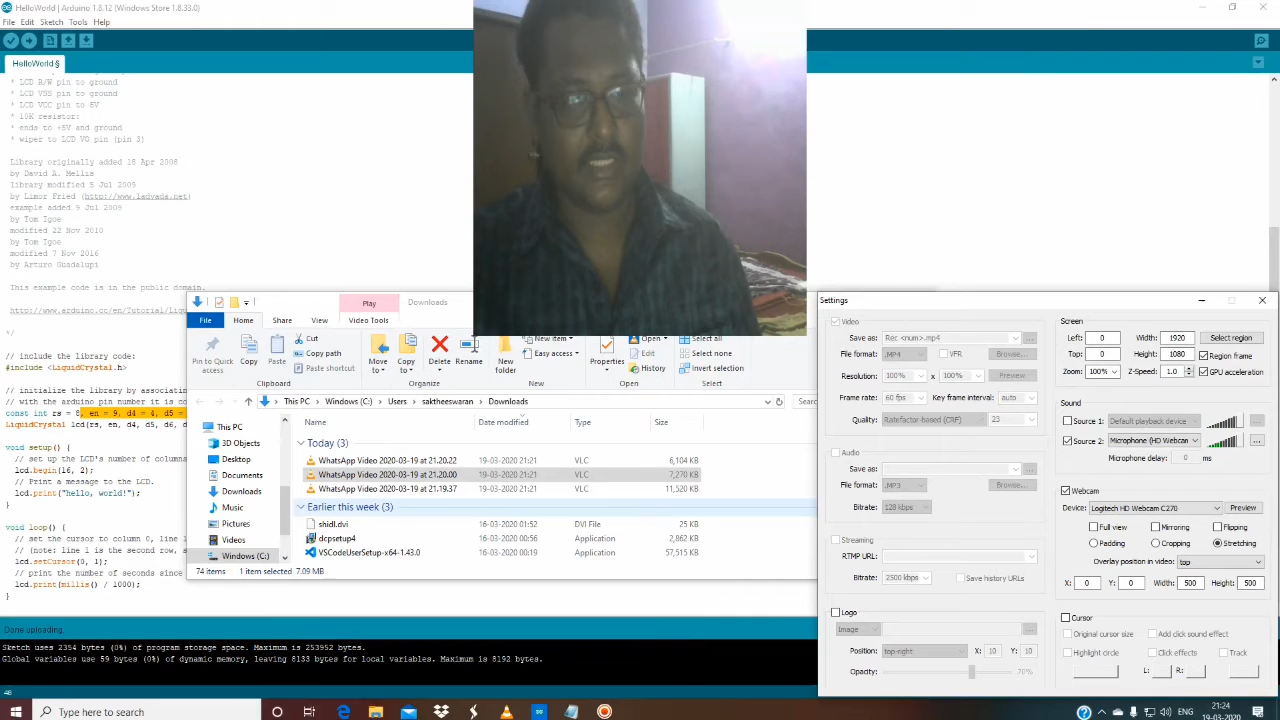 HelloWorld | Arduino 1.8.12 (Windows Store 1.8.33.0)
File Edit Sketch Tools Help
HelloWorld §
* LCD R/W pin to ground
* LCD VSS pin to ground
* LCD VCC pin to 5V
* 10K resistor:
* ends to +5V and ground
* wiper to LCD VO pin (pin 3)
Library originally added 18 Apr 2008
by David A. Mellis
library modified 5 Jul 2009
by Limor Fried (http://www.ladyada.net)
example added 9 Jul 2009
by Tom Igoe
modified 22 Nov 2010
by Tom Igoe
modified 7 Nov 2016
by Arturo Guadalupi
This example code is in the public domain.
http://www.arduino.cc/en/Tutorial/Liqu
*/
// include the library code:
#include <LiquidCrystal.h>
// initialize the library by associati
// with the arduino pin number it is co
const int rs = 8, en = 9, d4 = 4, d5 =
LiquidCrystal lcd(rs, en, d4, d5, d6,
void setup() {
// set up the LCD's number of columns
lcd.begin(16, 2);
// Print a message to the LCD.
lcd.print("hello, world!");
}
void loop() {
// set the cursor to column 0, line
// (note: line 1 is the second row, s
lcd.setCursor(0, 1);
// print the number of seconds since
lcd.print(millis() / 1000);
}
Done uploading.
Sketch uses 2354 bytes (0%) of program storage space. Maximum is 253952 bytes.
Global variables use 59 bytes (0%) of dynamic memory, leaving 8133 bytes for local variables. Maximum is 8192 bytes.
Play Downloads
File Home Share View Video Tools
Pin to Quick access
Copy
Paste
Cut
Copy path
Paste shortcut
Clipboard
Move to
Copy to
Delete
Rename
Organize
New folder
New item
Easy access
New
Properties
Open
Edit
History
Open
Select all
Select none
Invert selection
Select
This PC > Windows (C:) > Users > saktheeswaran > Downloads
Searc
This PC
3D Objects
Desktop
Documents
Downloads
Music
Pictures
Videos
Windows (C:)
Name Date modified Type Size
Today (3)
WhatsApp Video 2020-03-19 at 21.20.22 19-03-2020 21:21 VLC 6,104 KB
WhatsApp Video 2020-03-19 at 21.20.00 19-03-2020 21:21 VLC 7,270 KB
WhatsApp Video 2020-03-19 at 21.19.37 19-03-2020 21:21 VLC 11,520 KB
Earlier this week (3)
shidl.dvi 16-03-2020 01:52 DVI File 25 KB
dcpsetup4 16-03-2020 00:56 Application 2,862 KB
VSCodeUserSetup-x64-1.43.0 16-03-2020 00:19 Application 57,515 KB
74 items 1 item selected 7.09 MB
Settings
Video
Save as: Rec <num>.mp4 ...
File format: .MP4 VFR Browse...
Resolution: 100% x 100% Preview
Frame rate: 60 fps Key frame interval: auto
Quality: Ratefactor-based (CRF) 23
Audio
Save as: ...
File format: .MP3 Browse...
Bitrate: 128 kbps
Streaming
RTMP URL:
Bitrate: 2500 kbps Save history URLs
Logo
Image ...
Position: top-right X: 10 Y: 10
Opacity: 70%
Screen
Left: 0 Width: 1920 Select region
Top: 0 Height: 1080 Region frame
Zoom: 100% Z-Speed: 1.0 GPU acceleration
Sound
Source 1: Default playback device ...
Source 2: Microphone (HD Webcam ...
Microphone delay: 0 ms
Webcam
Device: Logitech HD Webcam C270 Preview
Full view Mirroring Flipping
Padding Cropping Stretching
Overlay position in video: top
X: 0 Y: 0 Width: 500 Height: 500
Cursor
Original cursor size Add click sound effect
Highlight circle Click effects Track
L: R:
Type here to search
21:24
19-03-2020